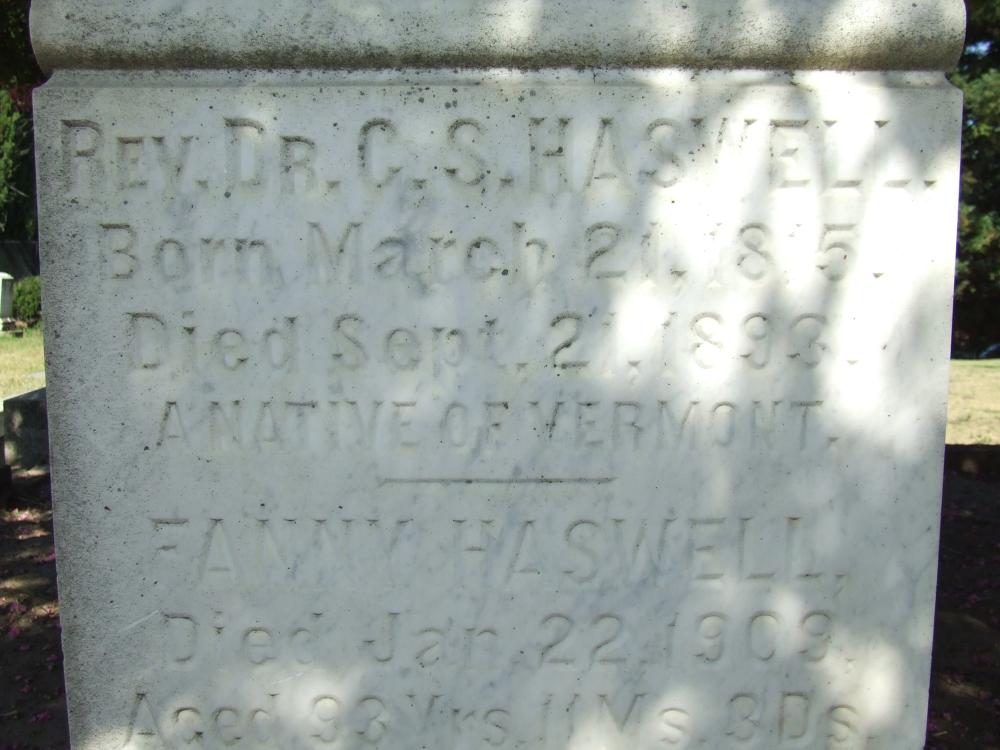 REV. DR. C. S. HASWELL.
Born March 21, 1815.
Died Sept. 21, 1893.
A NATIVE OF VERMONT.
FANNY HASWELL,
Died Jan. 22, 1909.
Aged 93 Yrs. 11 Ms. 3 Ds.